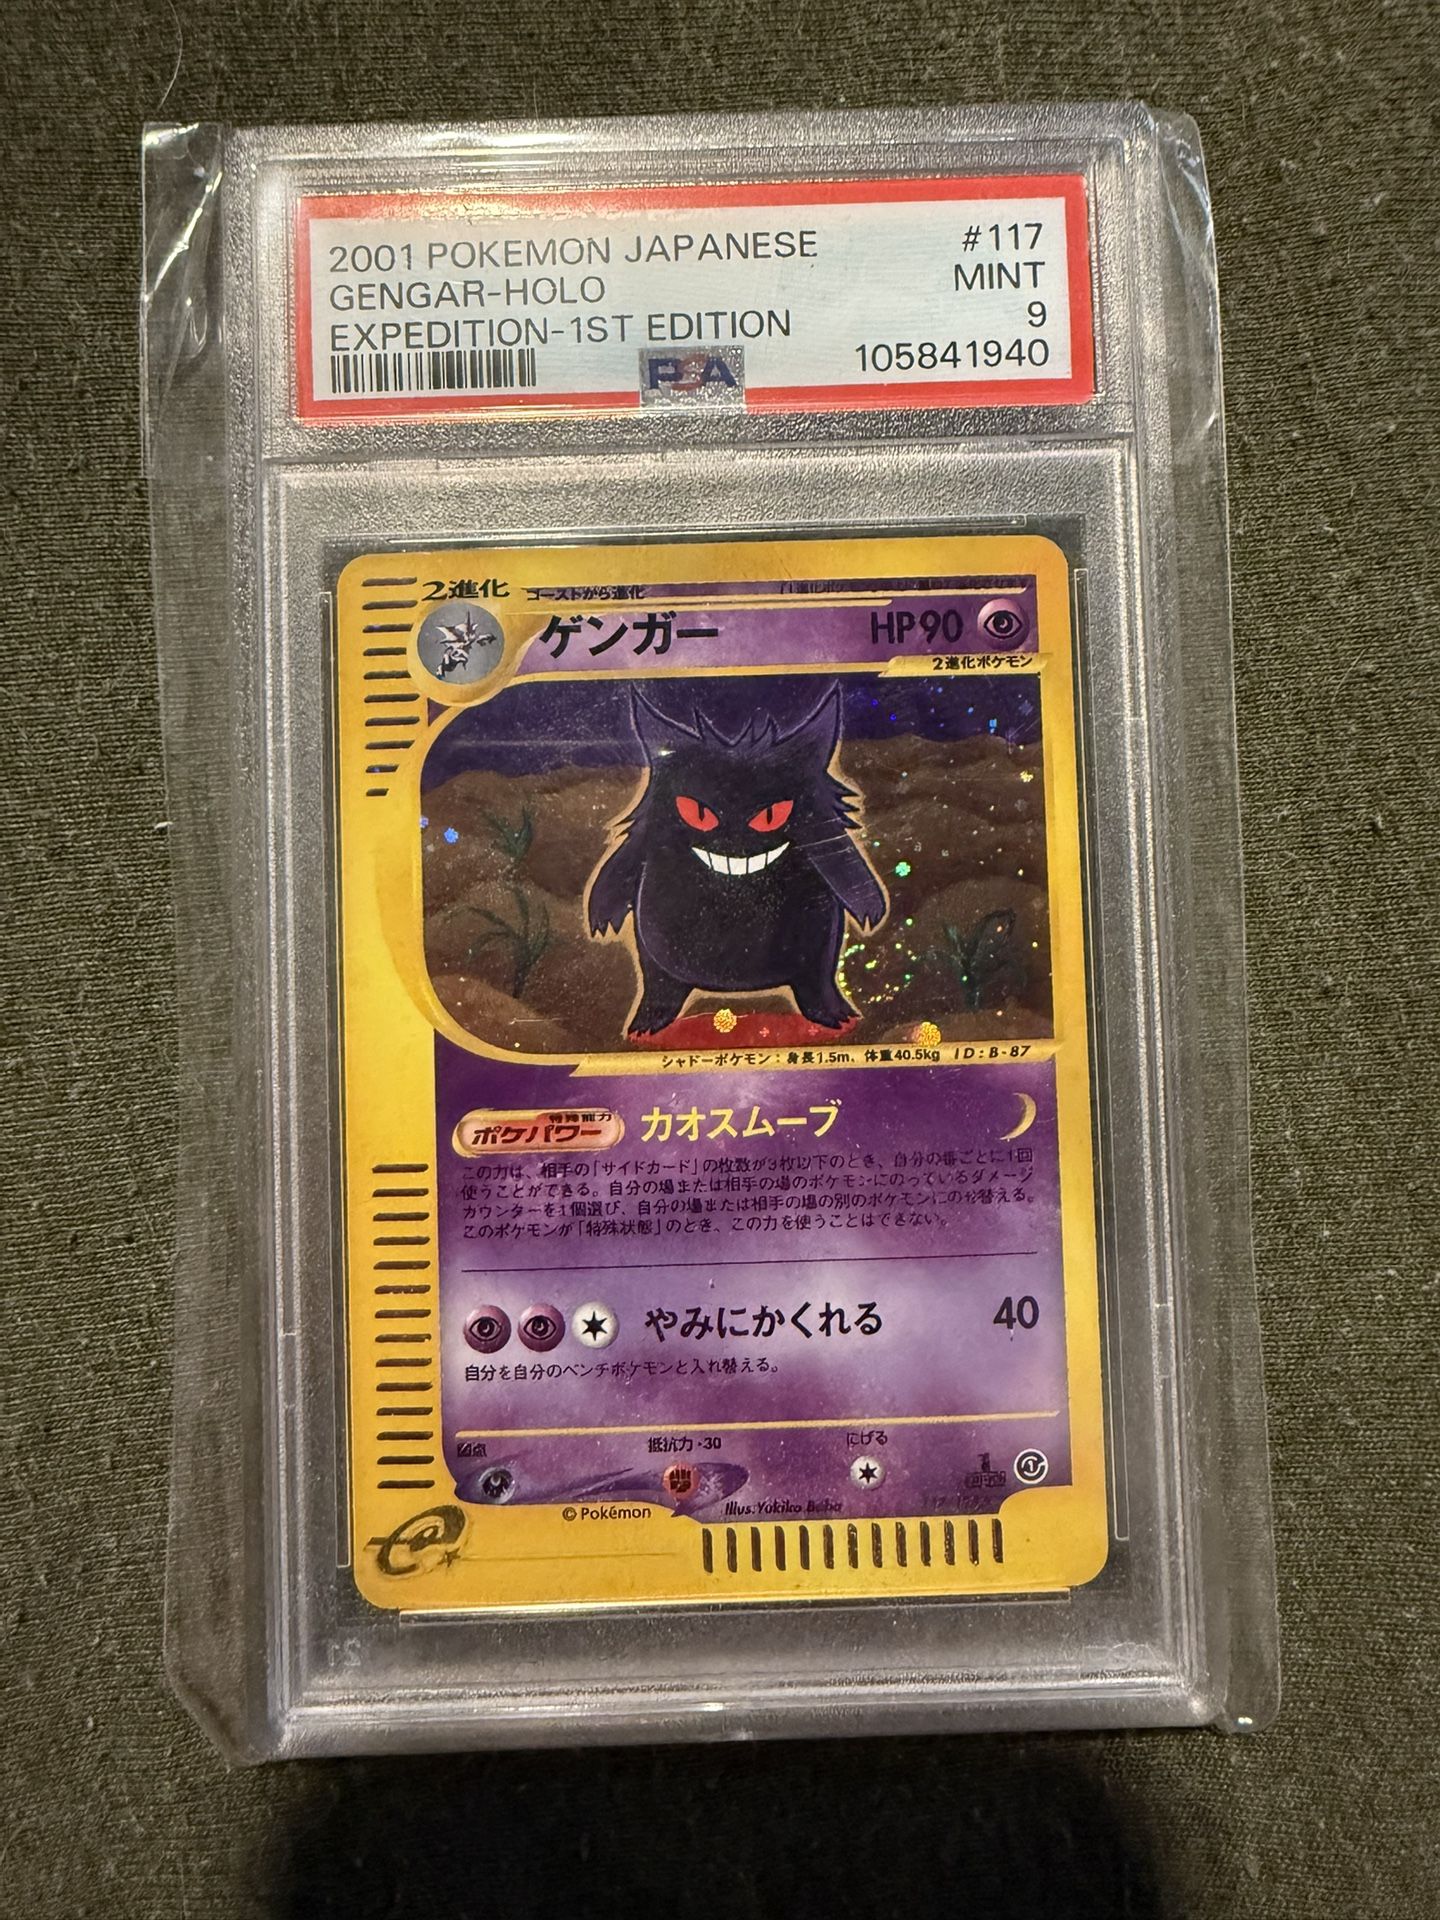 2001 POKEMON JAPANESE #117
GENGAR-HOLO MINT
EXPEDITION-1ST EDITION 9
PSA 105841940
2進化 ゴーストから進化
ゲンガー HP90
2進化ポケモン
シャドーポケモン：身長1.5m、体重40.5kg ID:B-87
特殊能力
ポケパワー カオスムーブ
この力は、相手の「サイドカード」の枚数が3枚以下のとき、自分の番ごとに1回
使うことができる。自分の場または相手の場のポケモンにのっているダメージ
カウンターを1個選び、自分の場または相手の場の別のポケモンにのせ替える。
このポケモンが「特殊状態」のとき、この力を使うことはできない。
やみにかくれる 40
自分を自分のベンチポケモンと入れ替える。
弱点 抵抗力 -30 にげる
©Pokémon Illus. Yukiko Baba